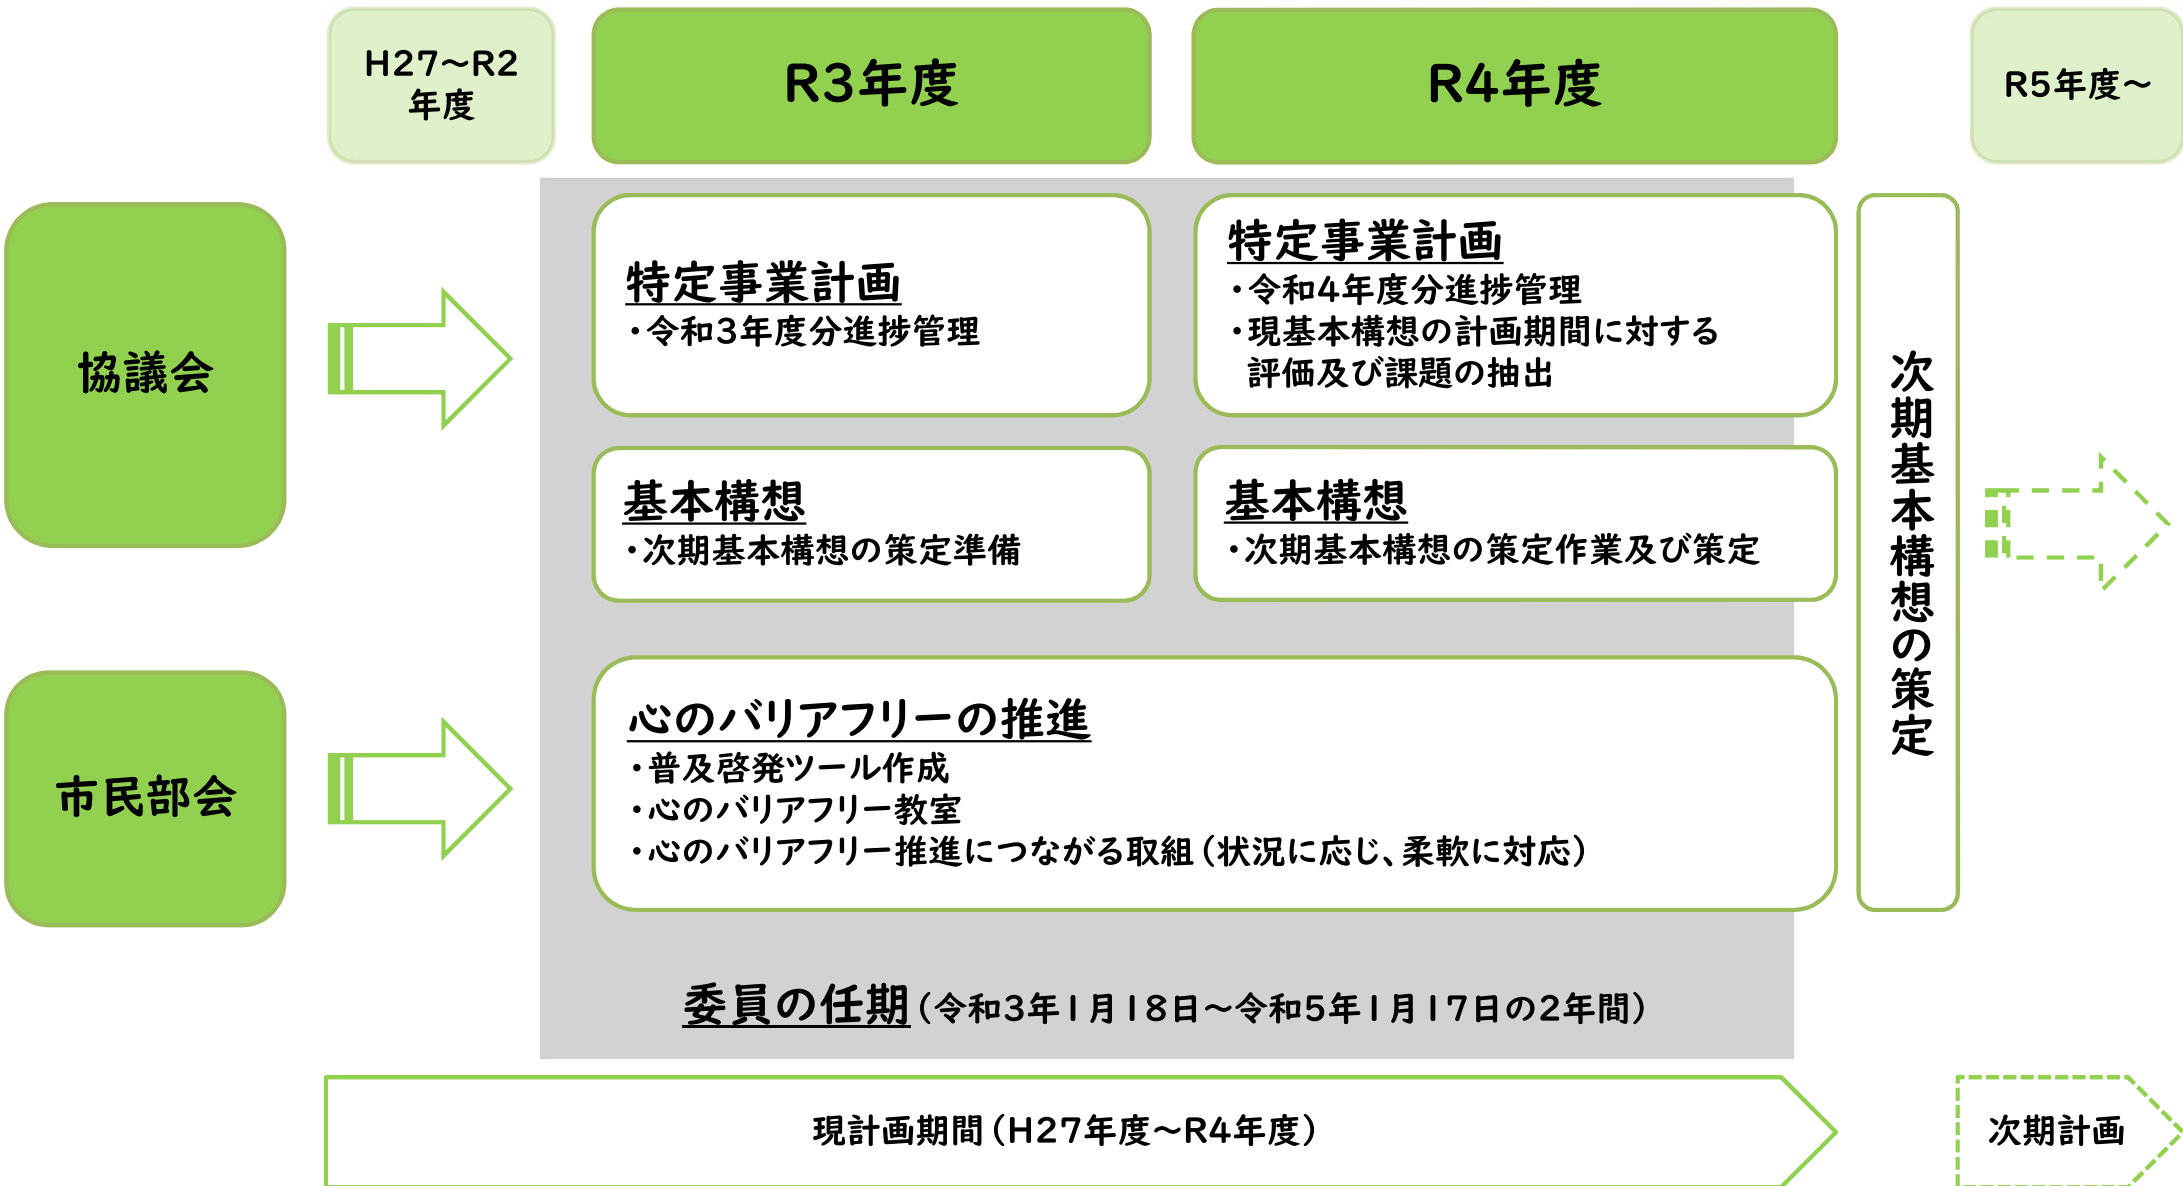 H27～R2
年度
R3年度
R4年度
R5年度～
協議会
特定事業計画
・令和3年度分進捗管理
特定事業計画
・令和4年度分進捗管理
・現基本構想の計画期間に対する
評価及び課題の抽出
基本構想
・次期基本構想の策定準備
基本構想
・次期基本構想の策定作業及び策定
次期基本構想の策定
市民部会
心のバリアフリーの推進
・普及啓発ツール作成
・心のバリアフリー教室
・心のバリアフリー推進につながる取組（状況に応じ、柔軟に対応）
委員の任期（令和3年1月18日～令和5年1月17日の2年間）
現計画期間（H27年度～R4年度）
次期計画